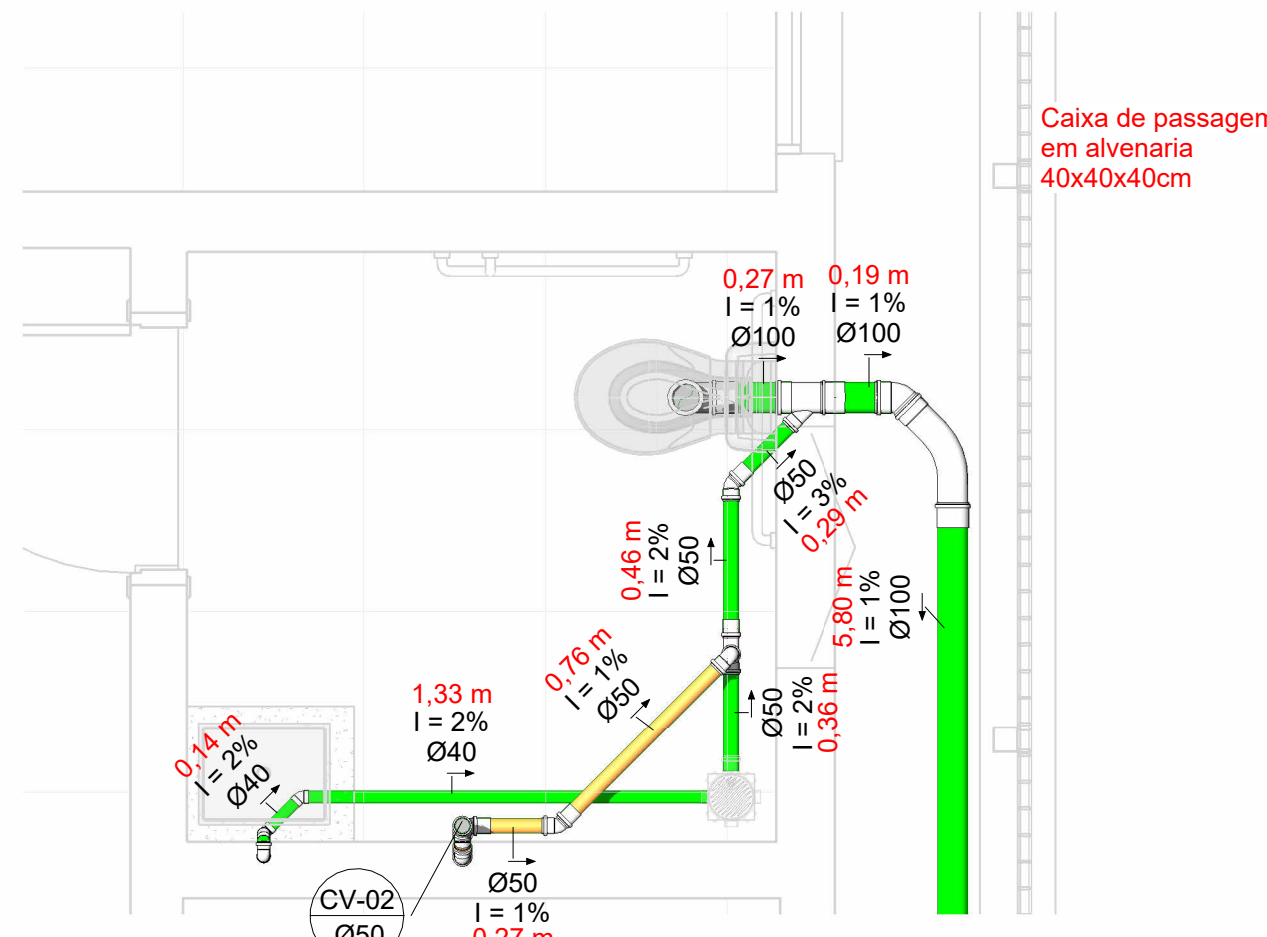 Caixa de passagem
em alvenaria
40x40x40cm
0,27 m
I = 1%
Ø100
0,19 m
I = 1%
Ø100
Ø50
I = 3%
0,29 m
0,46 m
I = 2%
Ø50
5,80 m
I = 1%
Ø100
0,76 m
I = 1%
Ø50
Ø50
I = 2%
0,36 m
1,33 m
I = 2%
Ø40
0,14 m
I = 2%
Ø40
CV-02
Ø50
Ø50
I = 1%
0,27 m